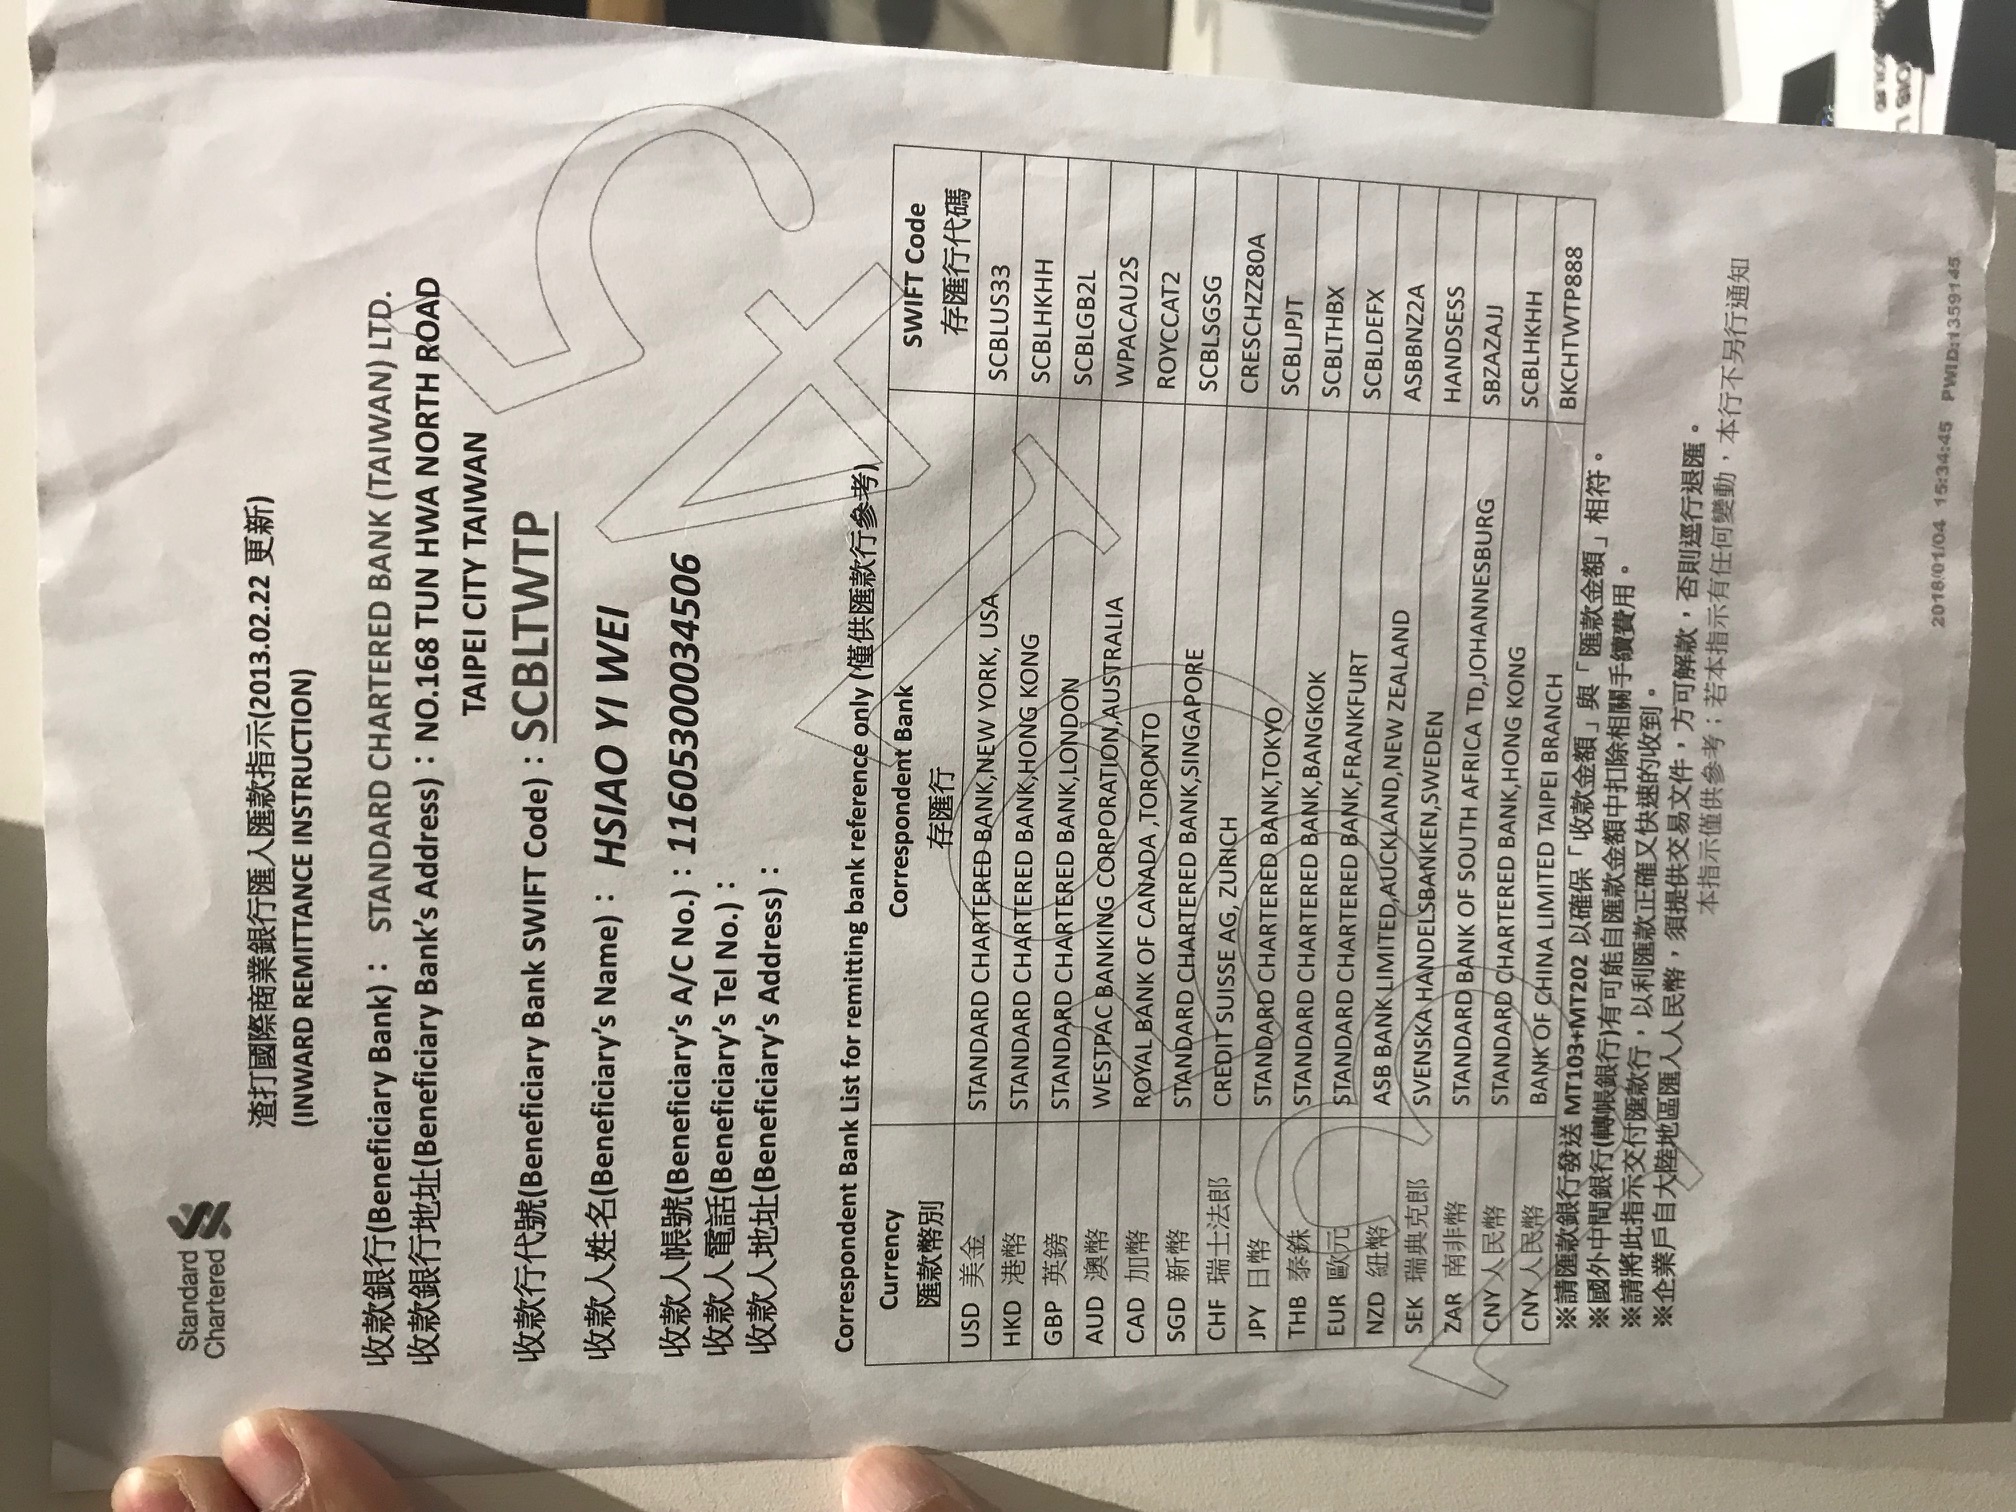 Standard
Chartered
渣打國際商業銀行匯入匯款指示(2013.02.22 更新)
(INWARD REMITTANCE INSTRUCTION)
收款銀行(Beneficiary Bank)： STANDARD CHARTERED BANK (TAIWAN) LTD.
收款銀行地址(Beneficiary Bank's Address)：NO.168 TUN HWA NORTH ROAD
TAIPEI CITY TAIWAN
收款行代號(Beneficiary Bank SWIFT Code)：SCBLTWTP
收款人姓名(Beneficiary's Name)： HSIAO YI WEI
收款人帳號(Beneficiary's A/C No.)：11605300034506
收款人電話(Beneficiary's Tel No.)：
收款人地址(Beneficiary's Address)：
Correspondent Bank List for remitting bank reference only (僅供匯款行參考)
Currency Correspondent Bank SWIFT Code
匯款幣別 存匯行 存匯行代碼
USD 美金 STANDARD CHARTERED BANK,NEW YORK, USA SCBLUS33
HKD 港幣 STANDARD CHARTERED BANK,HONG KONG SCBLHKHH
GBP 英鎊 STANDARD CHARTERED BANK,LONDON SCBLGB2L
AUD 澳幣 WESTPAC BANKING CORPORATION,AUSTRALIA WPACAU2S
CAD 加幣 ROYAL BANK OF CANADA ,TORONTO ROYCCAT2
SGD 新幣 STANDARD CHARTERED BANK,SINGAPORE SCBLSGSG
CHF 瑞士法郎 CREDIT SUISSE AG, ZURICH CRESCHZZ80A
JPY 日幣 STANDARD CHARTERED BANK,TOKYO SCBLJPJT
THB 泰銖 STANDARD CHARTERED BANK,BANGKOK SCBLTHBX
EUR 歐元 STANDARD CHARTERED BANK,FRANKFURT SCBLDEFX
NZD 紐幣 ASB BANK LIMITED,AUCKLAND,NEW ZEALAND ASBBNZ2A
SEK 瑞典克郎 SVENSKA HANDELSBANKEN,SWEDEN HANDSESS
ZAR 南非幣 STANDARD BANK OF SOUTH AFRICA TD,JOHANNESBURG SBZAZAJJ
CNY 人民幣 STANDARD CHARTERED BANK,HONG KONG SCBLHKHH
CNY 人民幣 BANK OF CHINA LIMITED TAIPEI BRANCH BKCHTWTP888
※請匯款銀行發送 MT103+MT202 以確保「收款金額」與「匯款金額」相符。
※國外中間銀行(轉帳銀行)有可能自匯款金額中扣除相關手續費用。
※請將此指示交付匯款行，以利匯款正確又快速的收到。
※企業戶自大陸地區匯入人民幣，須提供交易文件，方可解款，否則逕行退匯。
本指示僅供參考；若本指示有任何變動，本行不另行通知
2018/01/04 15:34:45 PWID:1359145
1359145